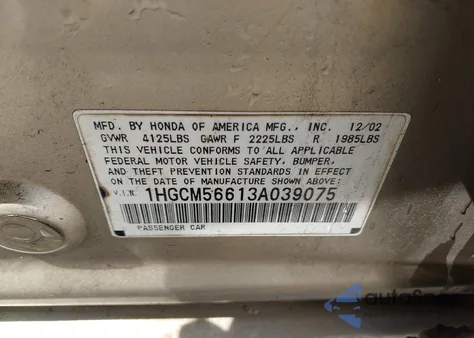 MFD. BY HONDA OF AMERICA MFG., INC. 12/02
GVWR 4125LBS GAWR F 2225LBS R 1985LBS
THIS VEHICLE CONFORMS TO ALL APPLICABLE
FEDERAL MOTOR VEHICLE SAFETY, BUMPER,
AND THEFT PREVENTION STANDARDS IN EFFECT
ON THE DATE OF MANUFACTURE SHOWN ABOVE.
V.I.N. 1HGCM56613A039075
PASSENGER CAR